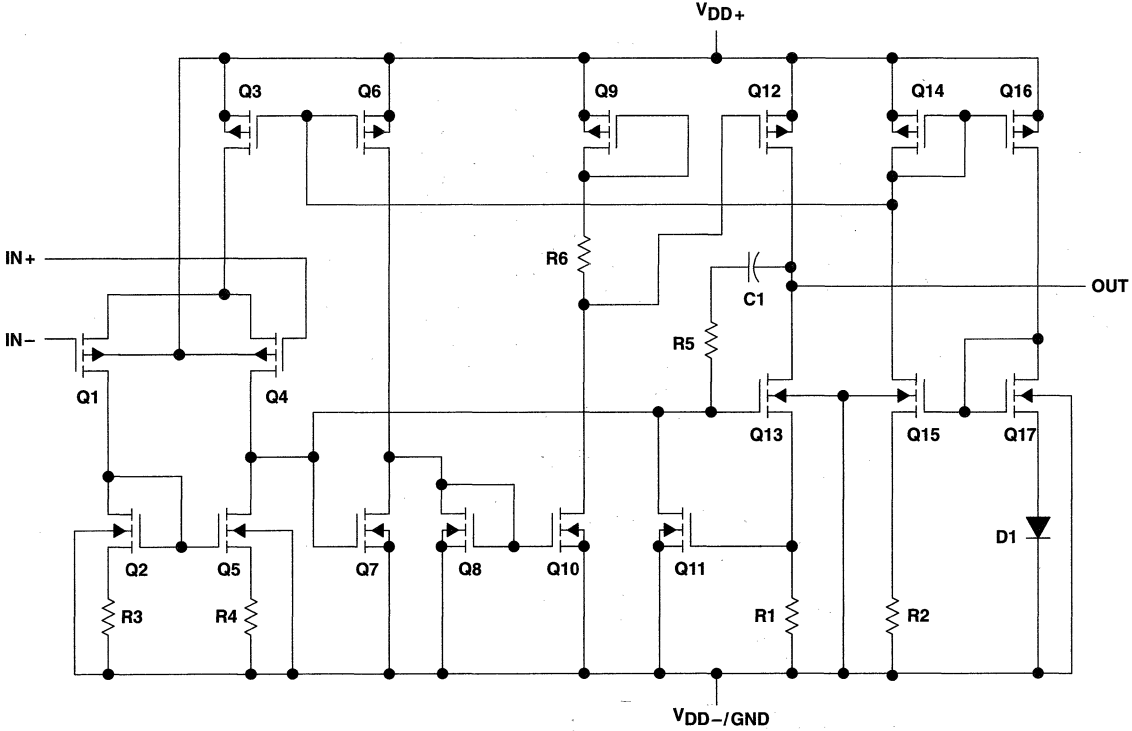 VDD+
Q3
Q6
Q9
Q12
Q14
Q16
IN+
R6
OUT
C1
IN−
R5
Q1
Q4
Q13
Q15
Q17
D1
Q2
Q5
Q7
Q8
Q10
Q11
R3
R4
R1
R2
VDD−/GND